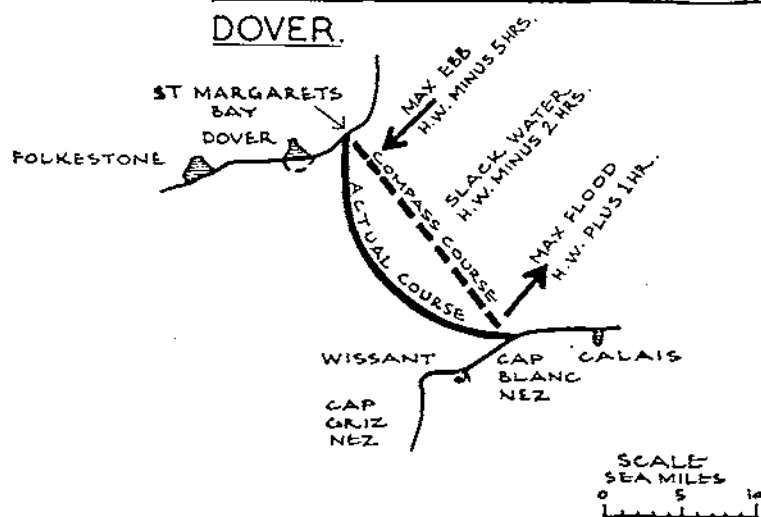 DOVER.
ST MARGARETS
BAY
DOVER
FOLKESTONE
MAX EBB
H.W. MINUS 5 HRS.
SLACK WATER
H.W. MINUS 2 HRS.
MAX FLOOD
H.W. PLUS 1 HR.
COMPASS COURSE
ACTUAL COURSE
WISSANT
CAP
BLANC
NEZ
CALAIS
CAP
GRIZ
NEZ
SCALE
SEA MILES
0 5 10